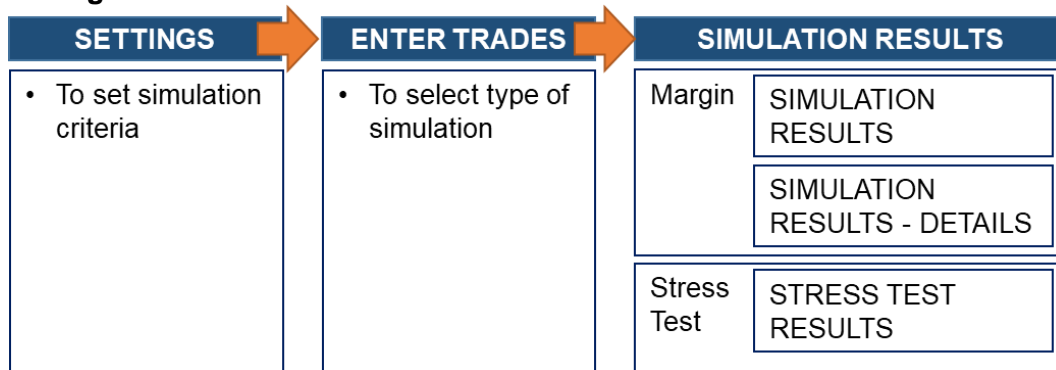 SETTINGS
ENTER TRADES
SIMULATION RESULTS
• To set simulation
criteria
• To select type of
simulation
Margin
SIMULATION
RESULTS
SIMULATION
RESULTS - DETAILS
Stress
Test
STRESS TEST
RESULTS